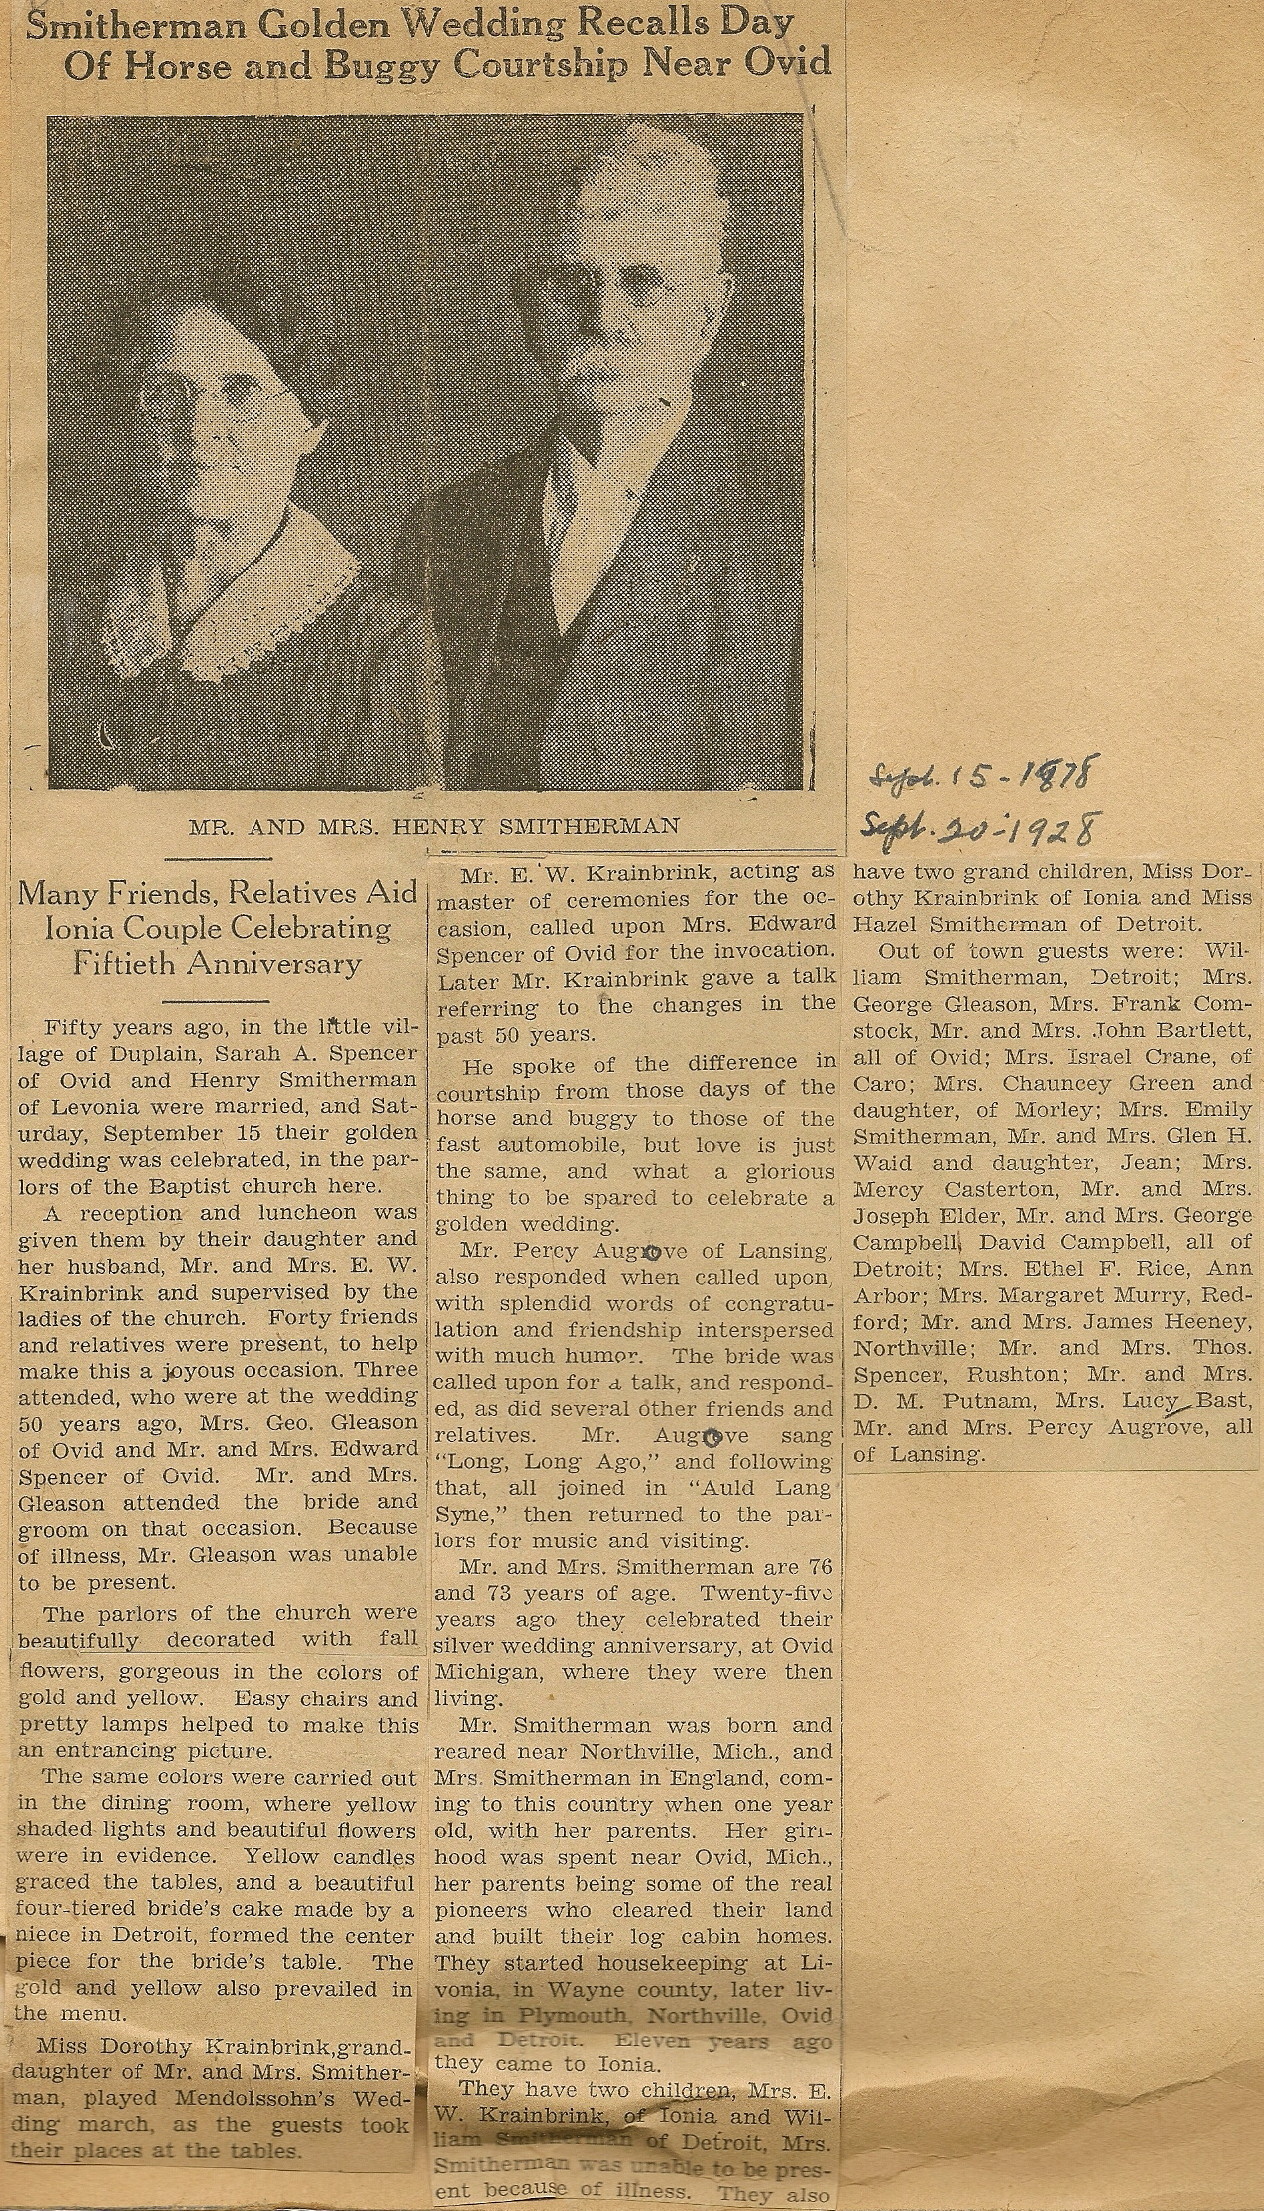 Smitherman Golden Wedding Recalls Day
Of Horse and Buggy Courtship Near Ovid
MR. AND MRS. HENRY SMITHERMAN
Many Friends, Relatives Aid
Ionia Couple Celebrating
Fiftieth Anniversary
Fifty years ago, in the little vil-
lage of Duplain, Sarah A. Spencer
of Ovid and Henry Smitherman
of Levonia were married, and Sat-
urday, September 15 their golden
wedding was celebrated, in the par-
lors of the Baptist church here.
A reception and luncheon was
given them by their daughter and
her husband, Mr. and Mrs. E. W.
Krainbrink and supervised by the
ladies of the church. Forty friends
and relatives were present, to help
make this a joyous occasion. Three
attended, who were at the wedding
50 years ago, Mrs. Geo. Gleason
of Ovid and Mr. and Mrs. Edward
Spencer of Ovid. Mr. and Mrs.
Gleason attended the bride and
groom on that occasion. Because
of illness, Mr. Gleason was unable
to be present.
The parlors of the church were
beautifully decorated with fall
flowers, gorgeous in the colors of
gold and yellow. Easy chairs and
pretty lamps helped to make this
an entrancing picture.
The same colors were carried out
in the dining room, where yellow
shaded lights and beautiful flowers
were in evidence. Yellow candles
graced the tables, and a beautiful
four-tiered bride's cake made by a
niece in Detroit, formed the center
piece for the bride's table. The
gold and yellow also prevailed in
the menu.
Miss Dorothy Krainbrink,grand-
daughter of Mr. and Mrs. Smither-
man, played Mendolssohn's Wed-
ding march, as the guests took
their places at the tables.
Mr. E. W. Krainbrink, acting as
master of ceremonies for the oc-
casion, called upon Mrs. Edward
Spencer of Ovid for the invocation.
Later Mr. Krainbrink gave a talk
referring to the changes in the
past 50 years.
He spoke of the difference in
courtship from those days of the
horse and buggy to those of the
fast automobile, but love is just
the same, and what a glorious
thing to be spared to celebrate a
golden wedding.
Mr. Percy Augrove of Lansing,
also responded when called upon,
with splendid words of congratu-
lation and friendship interspersed
with much humor. The bride was
called upon for a talk, and respond-
ed, as did several other friends and
relatives. Mr. Augrove sang
"Long, Long Ago," and following
that, all joined in "Auld Lang
Syne," then returned to the par-
lors for music and visiting.
Mr. and Mrs. Smitherman are 76
and 73 years of age. Twenty-five
years ago they celebrated their
silver wedding anniversary, at Ovid
Michigan, where they were then
living.
Mr. Smitherman was born and
reared near Northville, Mich., and
Mrs. Smitherman in England, com-
ing to this country when one year
old, with her parents. Her girl-
hood was spent near Ovid, Mich.,
her parents being some of the real
pioneers who cleared their land
and built their log cabin homes.
They started housekeeping at Li-
vonia, in Wayne county, later liv-
ing in Plymouth, Northville, Ovid
and Detroit. Eleven years ago
they came to Ionia.
They have two children, Mrs. E.
W. Krainbrink, of Ionia and Wil-
liam Smitherman of Detroit, Mrs.
Smitherman was unable to be pres-
ent because of illness. They also
Sept. 15-1878
Sept. 20-1928
have two grand children, Miss Dor-
othy Krainbrink of Ionia and Miss
Hazel Smitherman of Detroit.
Out of town guests were: Wil-
liam Smitherman, Detroit; Mrs.
George Gleason, Mrs. Frank Com-
stock, Mr. and Mrs. John Bartlett,
all of Ovid; Mrs. Israel Crane, of
Caro; Mrs. Chauncey Green and
daughter, of Morley; Mrs. Emily
Smitherman, Mr. and Mrs. Glen H.
Waid and daughter, Jean; Mrs.
Mercy Casterton, Mr. and Mrs.
Joseph Elder, Mr. and Mrs. George
Campbell, David Campbell, all of
Detroit; Mrs. Ethel F. Rice, Ann
Arbor; Mrs. Margaret Murry, Red-
ford; Mr. and Mrs. James Heeney,
Northville; Mr. and Mrs. Thos.
Spencer, Rushton; Mr. and Mrs.
D. M. Putnam, Mrs. Lucy Bast,
Mr. and Mrs. Percy Augrove, all
of Lansing.